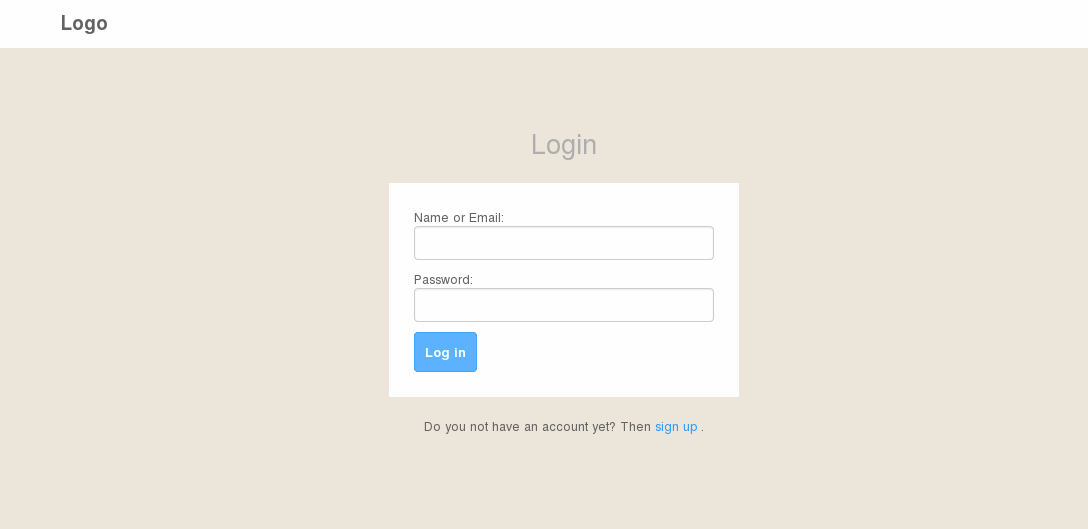 Logo
Login
Name or Email:
Password:
Log in
Do you not have an account yet? Then sign up .